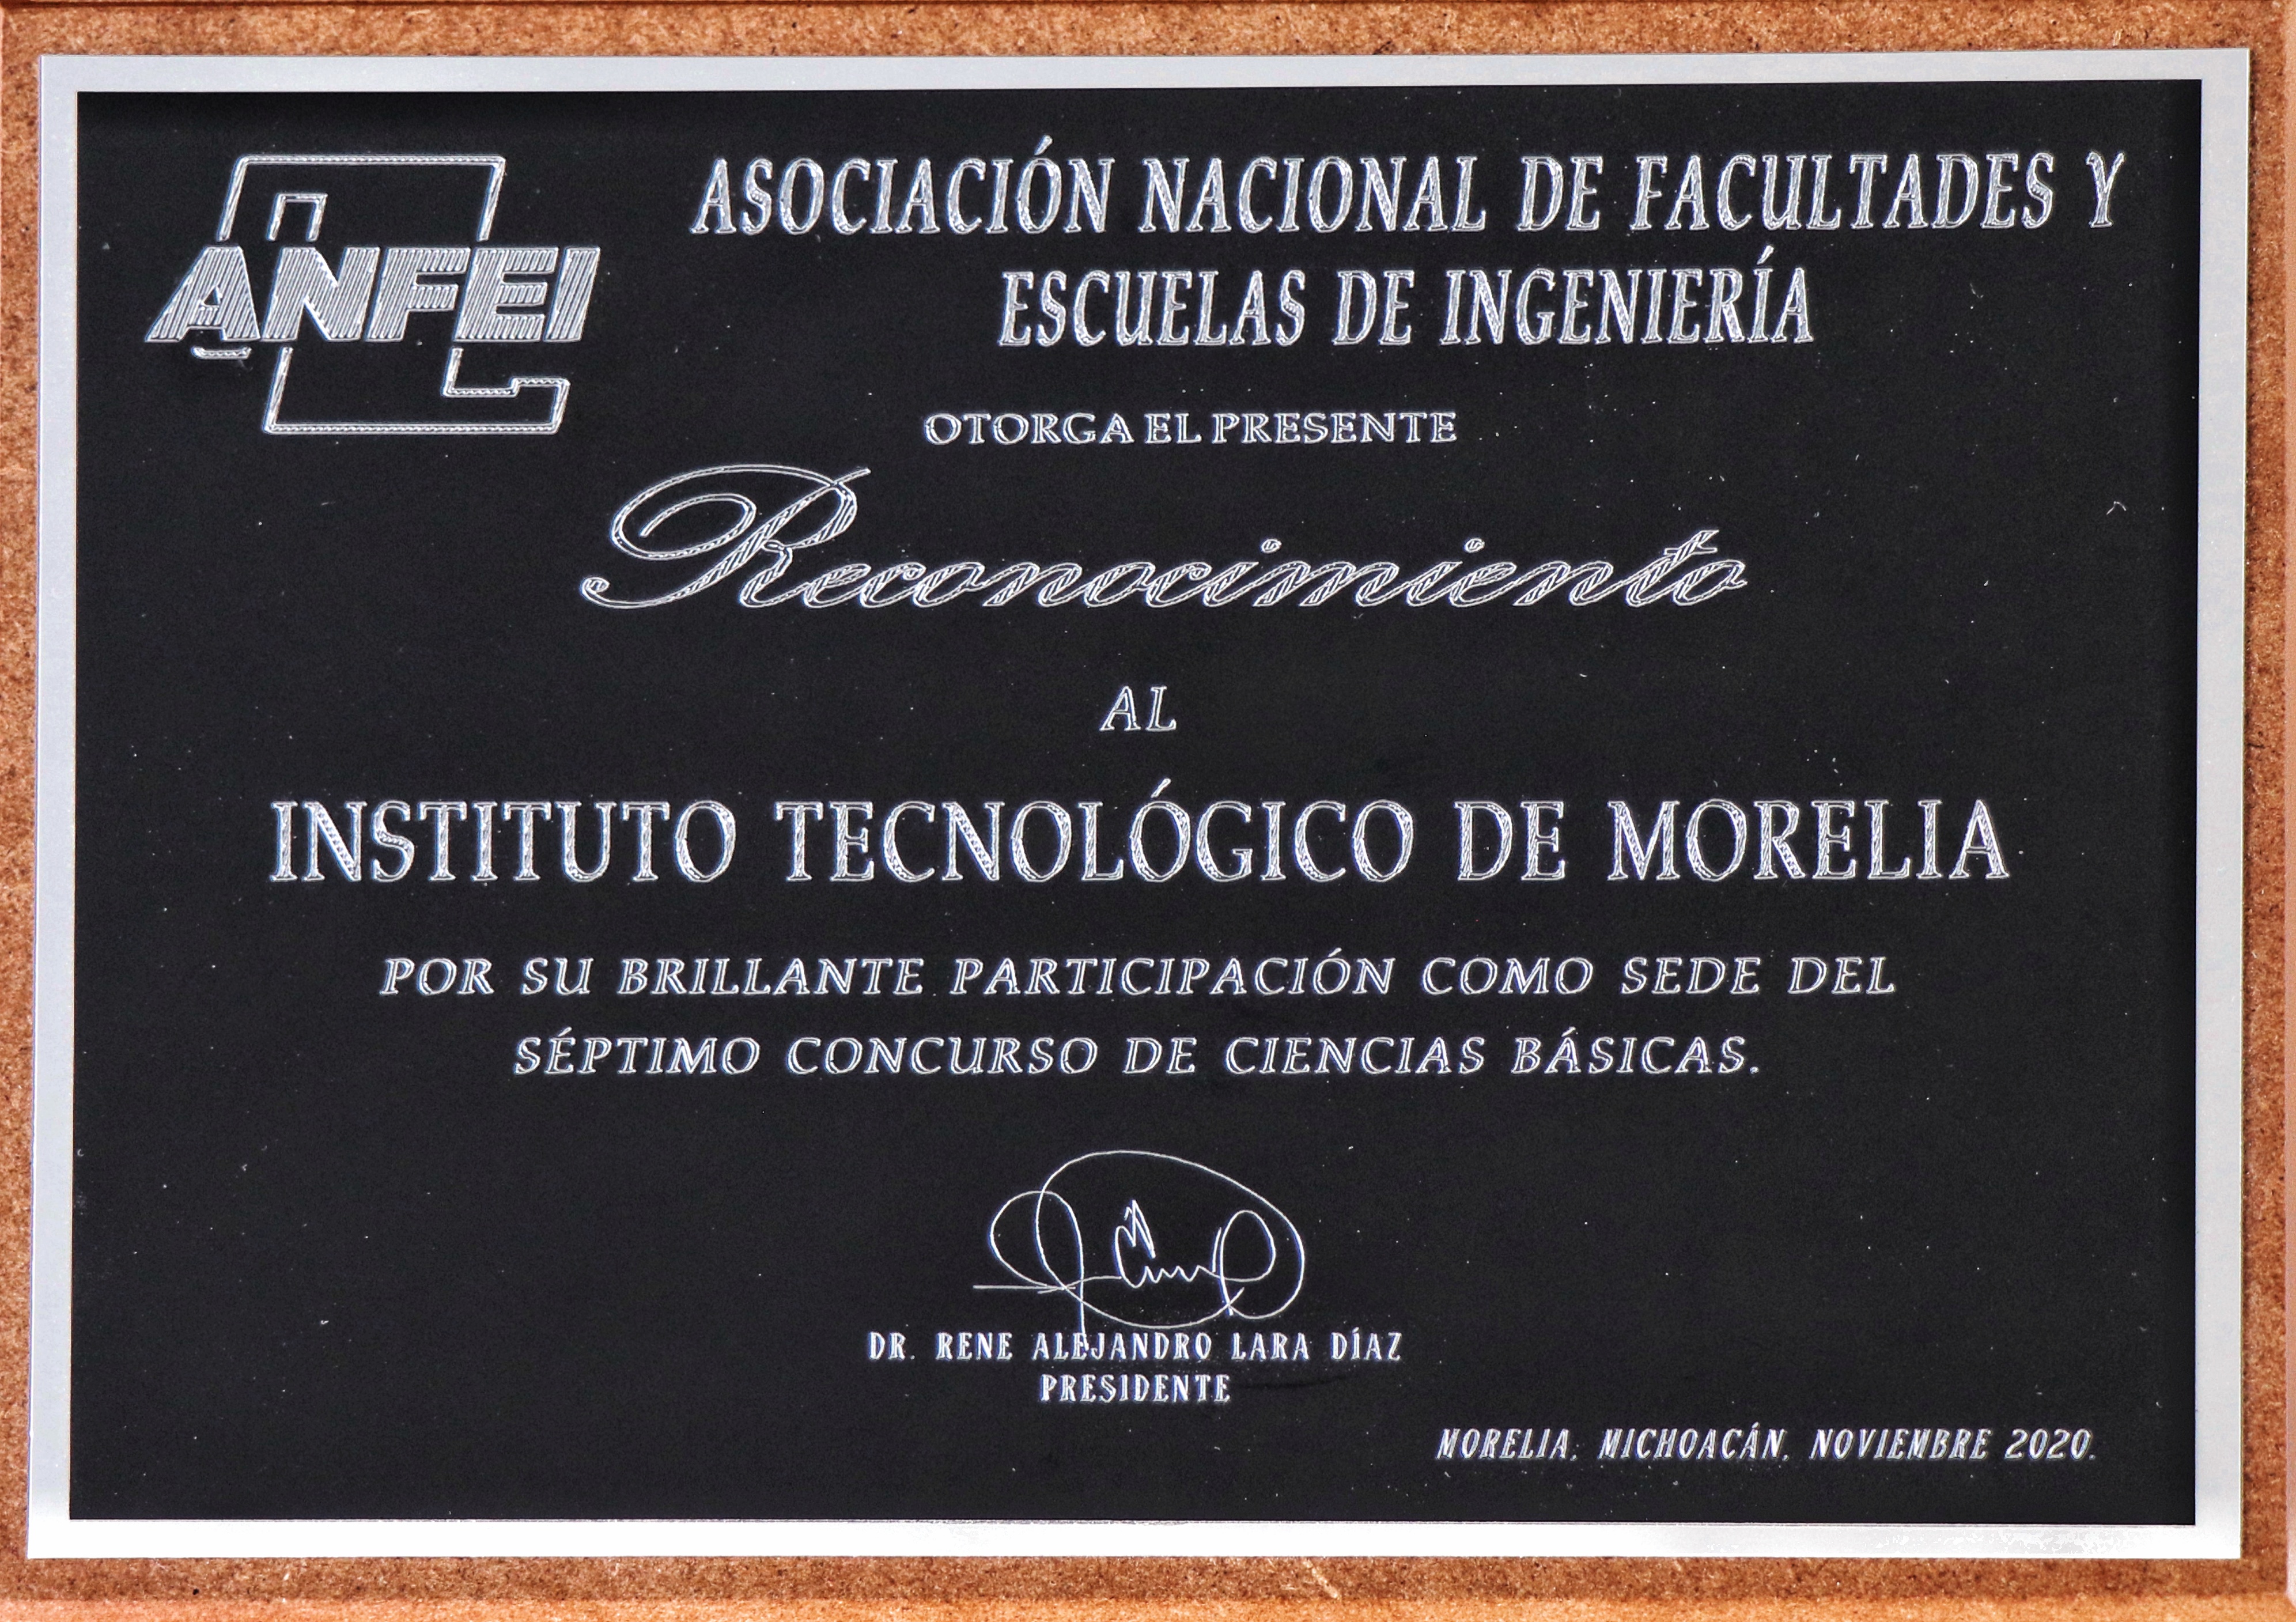 ANFEI
ASOCIACIÓN NACIONAL DE FACULTADES Y
ESCUELAS DE INGENIERÍA
OTORGA EL PRESENTE
Reconocimiento
AL
INSTITUTO TECNOLÓGICO DE MORELIA
POR SU BRILLANTE PARTICIPACIÓN COMO SEDE DEL
SÉPTIMO CONCURSO DE CIENCIAS BÁSICAS.
DR. RENE ALEJANDRO LARA DÍAZ
PRESIDENTE
MORELIA, MICHOACÁN, NOVIEMBRE 2020.